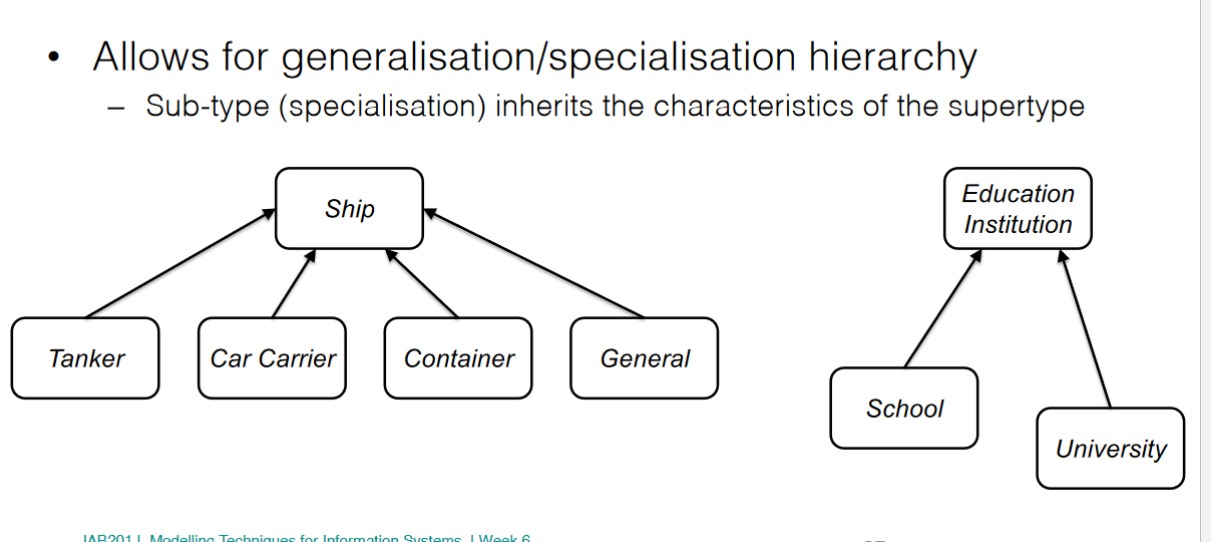 • Allows for generalisation/specialisation hierarchy
– Sub-type (specialisation) inherits the characteristics of the supertype
Ship
Education
Institution
Tanker
Car Carrier
Container
General
School
University
IAB201 | Modelling Techniques for Information Systems | Week 6